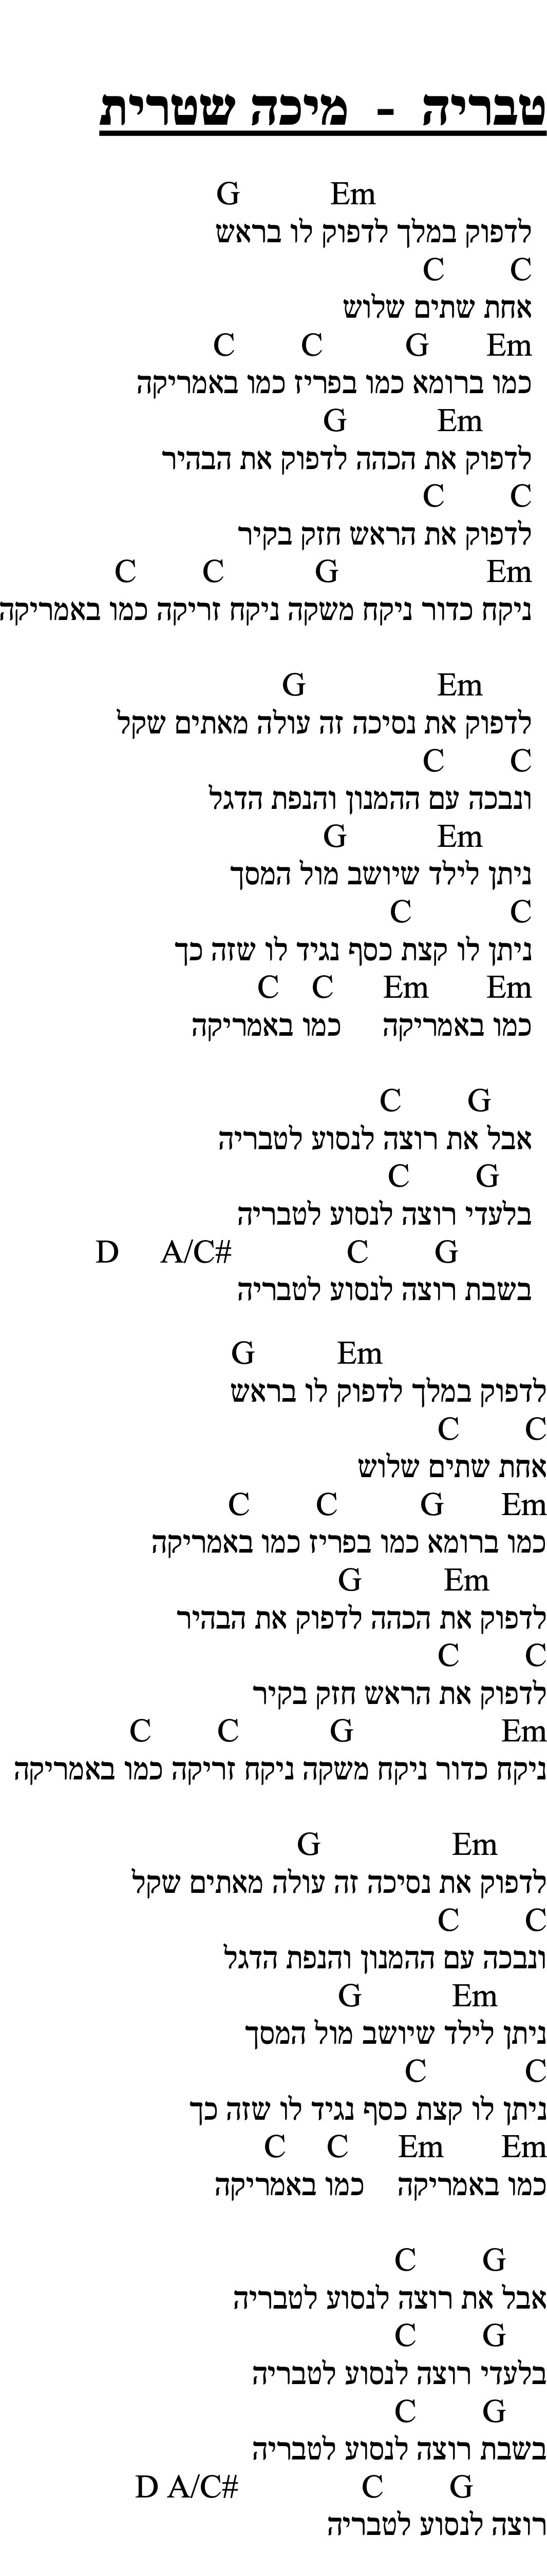 טבריה - מיכה שטרית
G Em
לדפוק במלך לדפוק לו בראש
C C
אחת שתים שלוש
C C G Em
כמו ברומא כמו בפריז כמו באמריקה
G Em
לדפוק את הכהה לדפוק את הבהיר
C C
לדפוק את הראש חזק בקיר
C C G Em
ניקח כדור ניקח משקה ניקח זריקה כמו באמריקה
G Em
לדפוק את נסיכה זה עולה מאתים שקל
C C
ונבכה עם ההמנון והנפת הדגל
G Em
ניתן לילד שיושב מול המסך
C C
ניתן לו קצת כסף נגיד לו שזה כך
C C Em Em
כמו באמריקה כמו באמריקה
C G
אבל את רוצה לנסוע לטבריה
C G
בלעדי רוצה לנסוע לטבריה
D A/C# C G
בשבת רוצה לנסוע לטבריה
G Em
לדפוק במלך לדפוק לו בראש
C C
אחת שתים שלוש
C C G Em
כמו ברומא כמו בפריז כמו באמריקה
G Em
לדפוק את הכהה לדפוק את הבהיר
C C
לדפוק את הראש חזק בקיר
C C G Em
ניקח כדור ניקח משקה ניקח זריקה כמו באמריקה
G Em
לדפוק את נסיכה זה עולה מאתים שקל
C C
ונבכה עם ההמנון והנפת הדגל
G Em
ניתן לילד שיושב מול המסך
C C
ניתן לו קצת כסף נגיד לו שזה כך
C C Em Em
כמו באמריקה כמו באמריקה
C G
אבל את רוצה לנסוע לטבריה
C G
בלעדי רוצה לנסוע לטבריה
C G
בשבת רוצה לנסוע לטבריה
D A/C# C G
רוצה לנסוע לטבריה